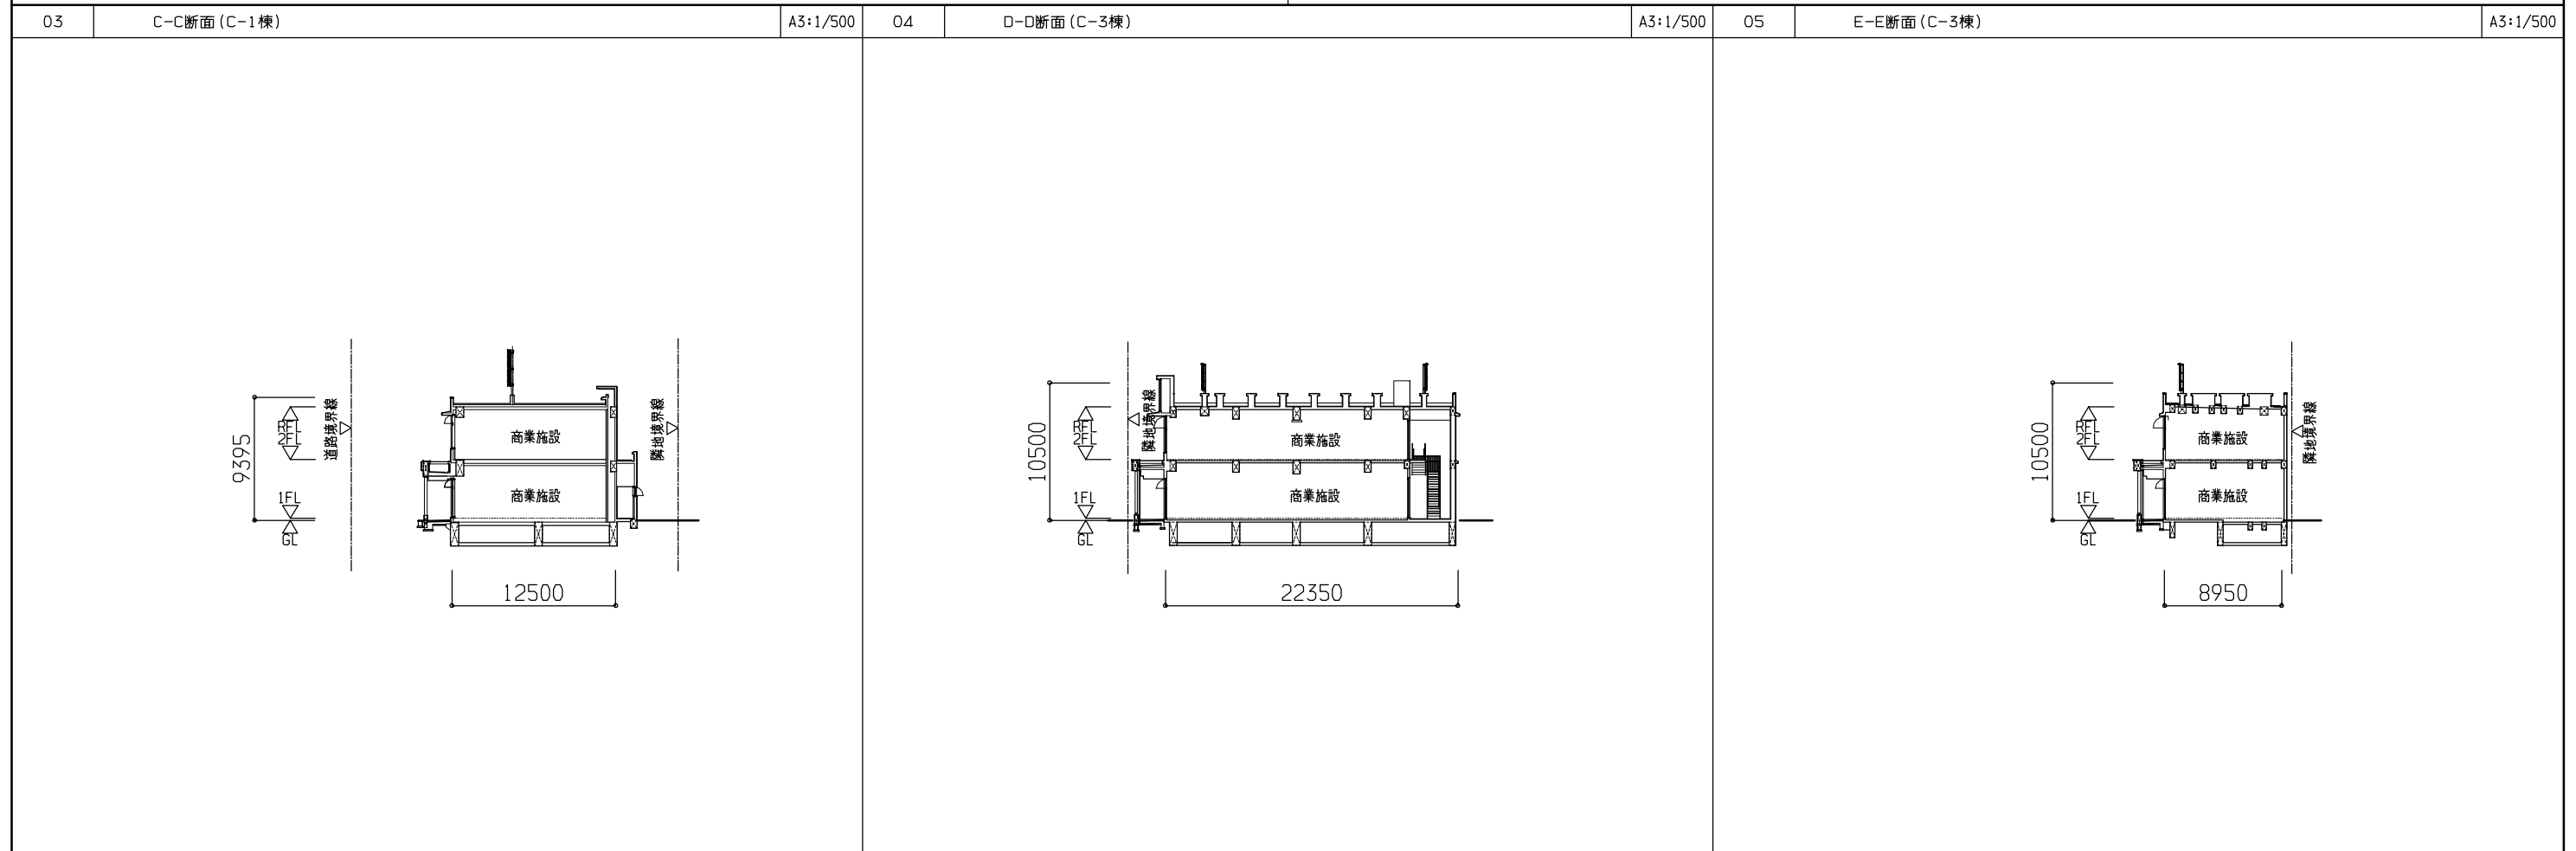 03 C-C断面(C-1棟) A3:1/500
04 D-D断面(C-3棟) A3:1/500
05 E-E断面(C-3棟) A3:1/500
9395
RFL
2FL
1FL
GL
道路境界線
隣地境界線
商業施設
商業施設
12500
10500
RFL
2FL
1FL
GL
隣地境界線
商業施設
商業施設
22350
10500
RFL
2FL
1FL
GL
隣地境界線
商業施設
商業施設
8950